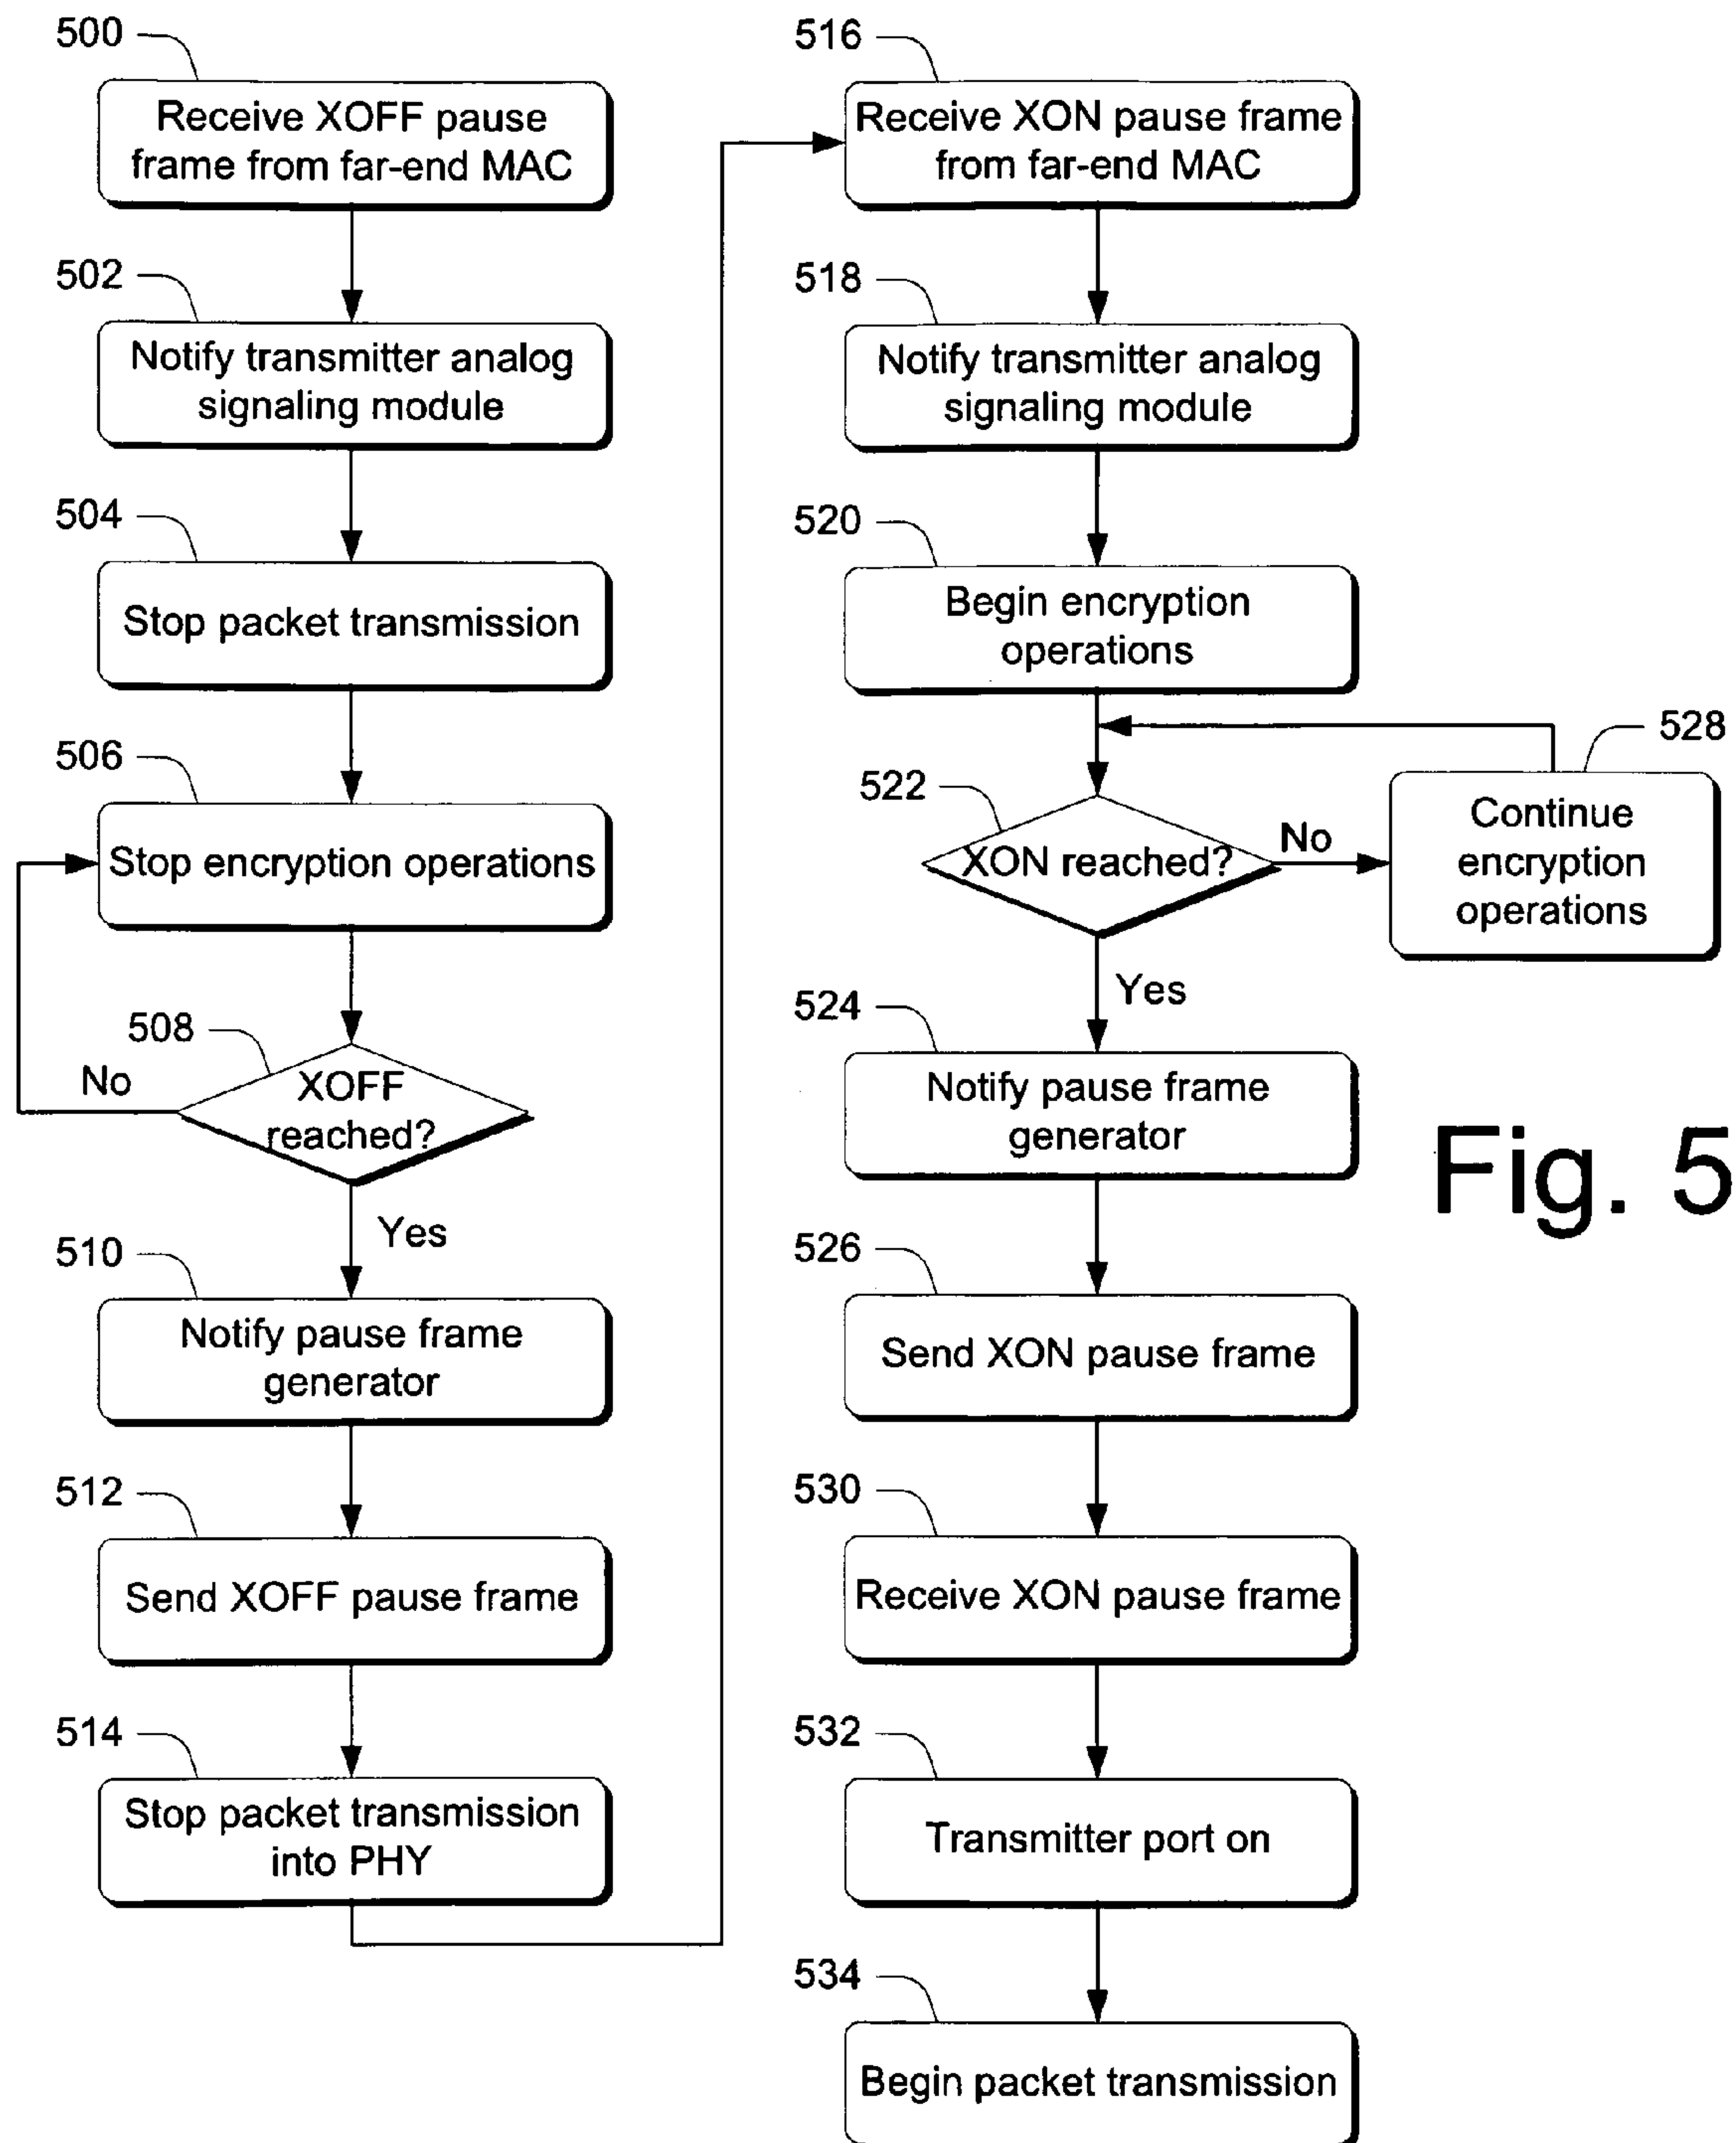 500
Receive XOFF pause
frame from far-end MAC
502
Notify transmitter analog
signaling module
504
Stop packet transmission
506
Stop encryption operations
508
XOFF
reached?
No
Yes
510
Notify pause frame
generator
512
Send XOFF pause frame
514
Stop packet transmission
into PHY
516
Receive XON pause frame
from far-end MAC
518
Notify transmitter analog
signaling module
520
Begin encryption
operations
522
XON reached?
No
528
Continue
encryption
operations
Yes
524
Notify pause frame
generator
526
Send XON pause frame
530
Receive XON pause frame
532
Transmitter port on
534
Begin packet transmission
Fig. 5